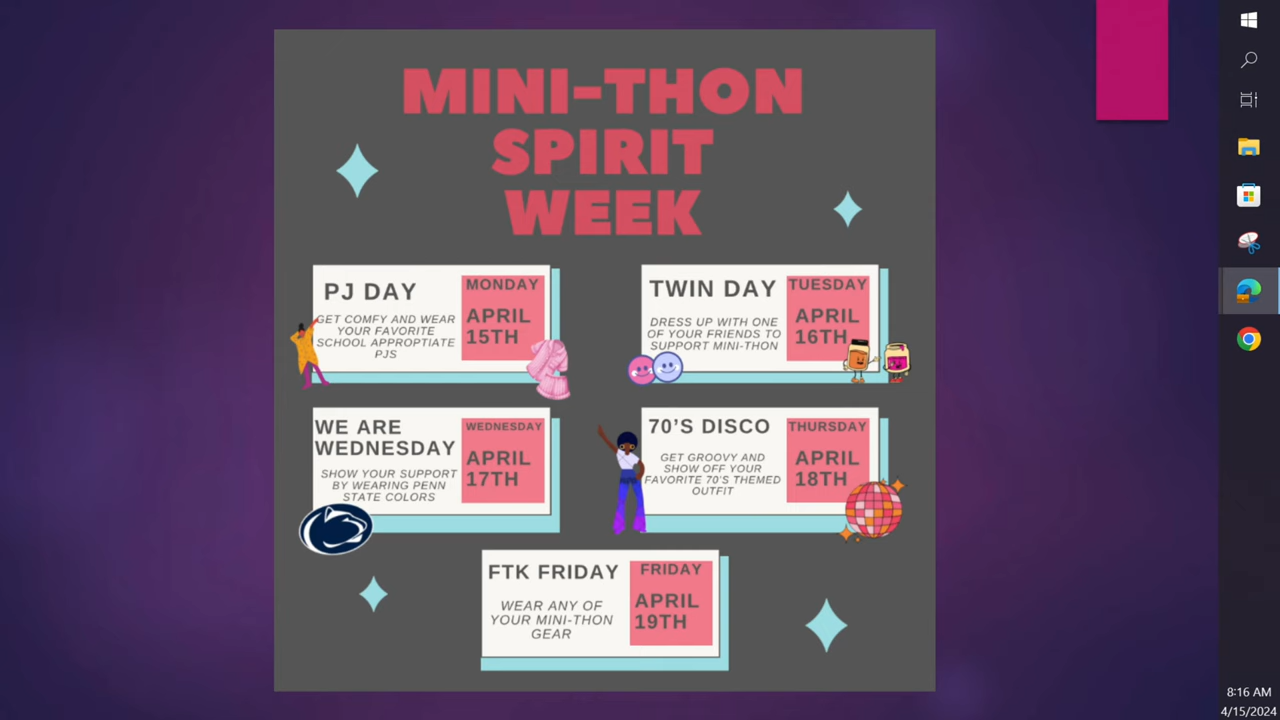 MINI-THON
SPIRIT
WEEK
PJ DAY
GET COMFY AND WEAR
YOUR FAVORITE
SCHOOL APPROPTIATE
PJS
MONDAY
APRIL
15TH
TWIN DAY
DRESS UP WITH ONE
OF YOUR FRIENDS TO
SUPPORT MINI-THON
TUESDAY
APRIL
16TH
WE ARE
WEDNESDAY
SHOW YOUR SUPPORT
BY WEARING PENN
STATE COLORS
WEDNESDAY
APRIL
17TH
70'S DISCO
GET GROOVY AND
SHOW OFF YOUR
FAVORITE 70'S THEMED
OUTFIT
THURSDAY
APRIL
18TH
FTK FRIDAY
WEAR ANY OF
YOUR MINI-THON
GEAR
FRIDAY
APRIL
19TH
8:16 AM
4/15/2024